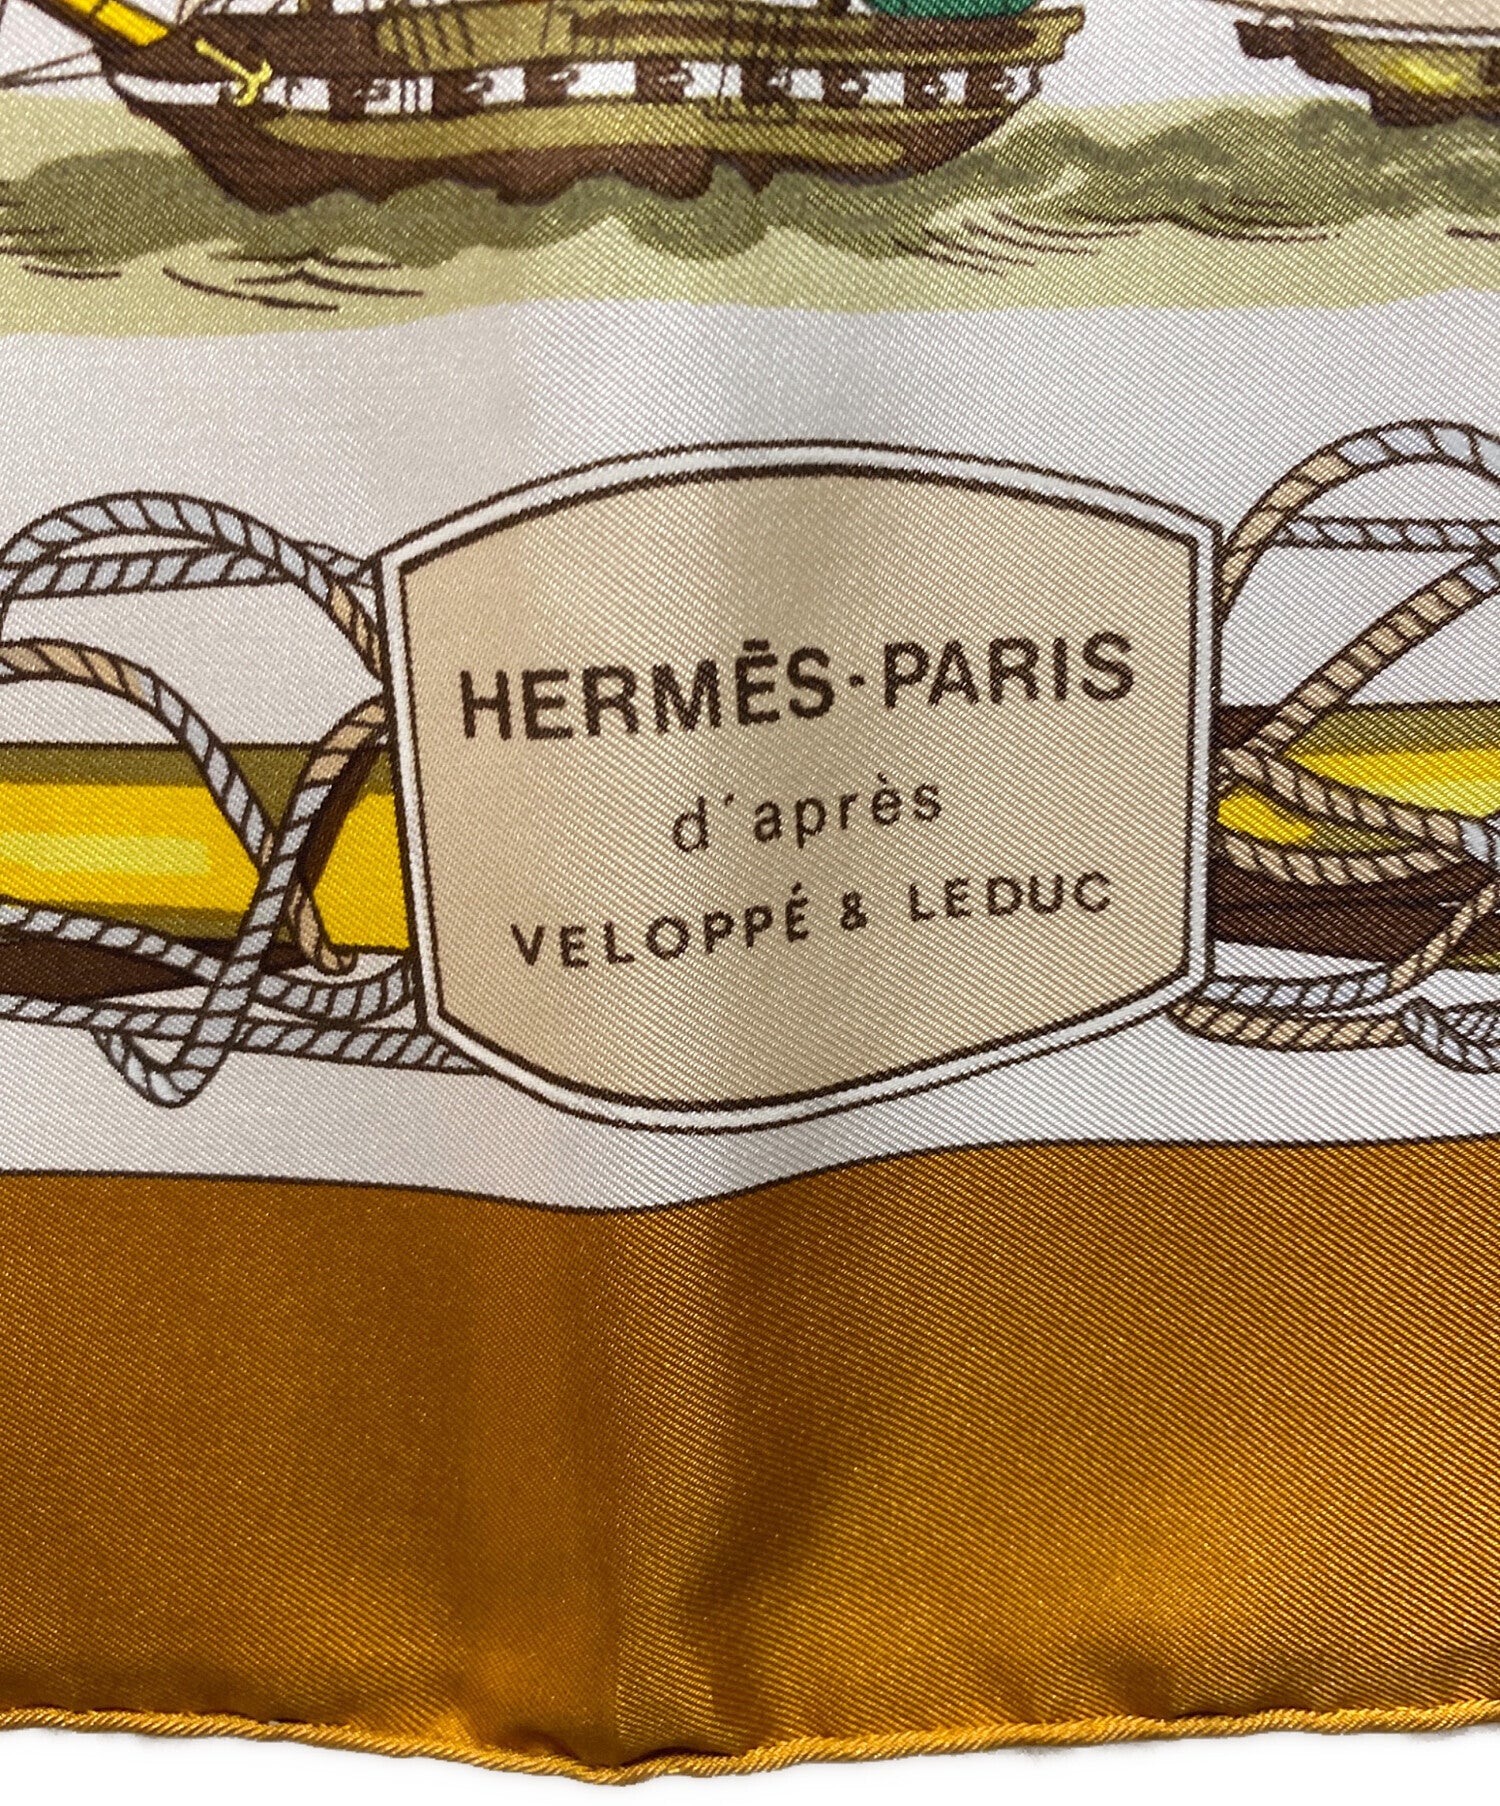 HERMĒS-PARIS
d'après
VELOPPÉ & LEDUC